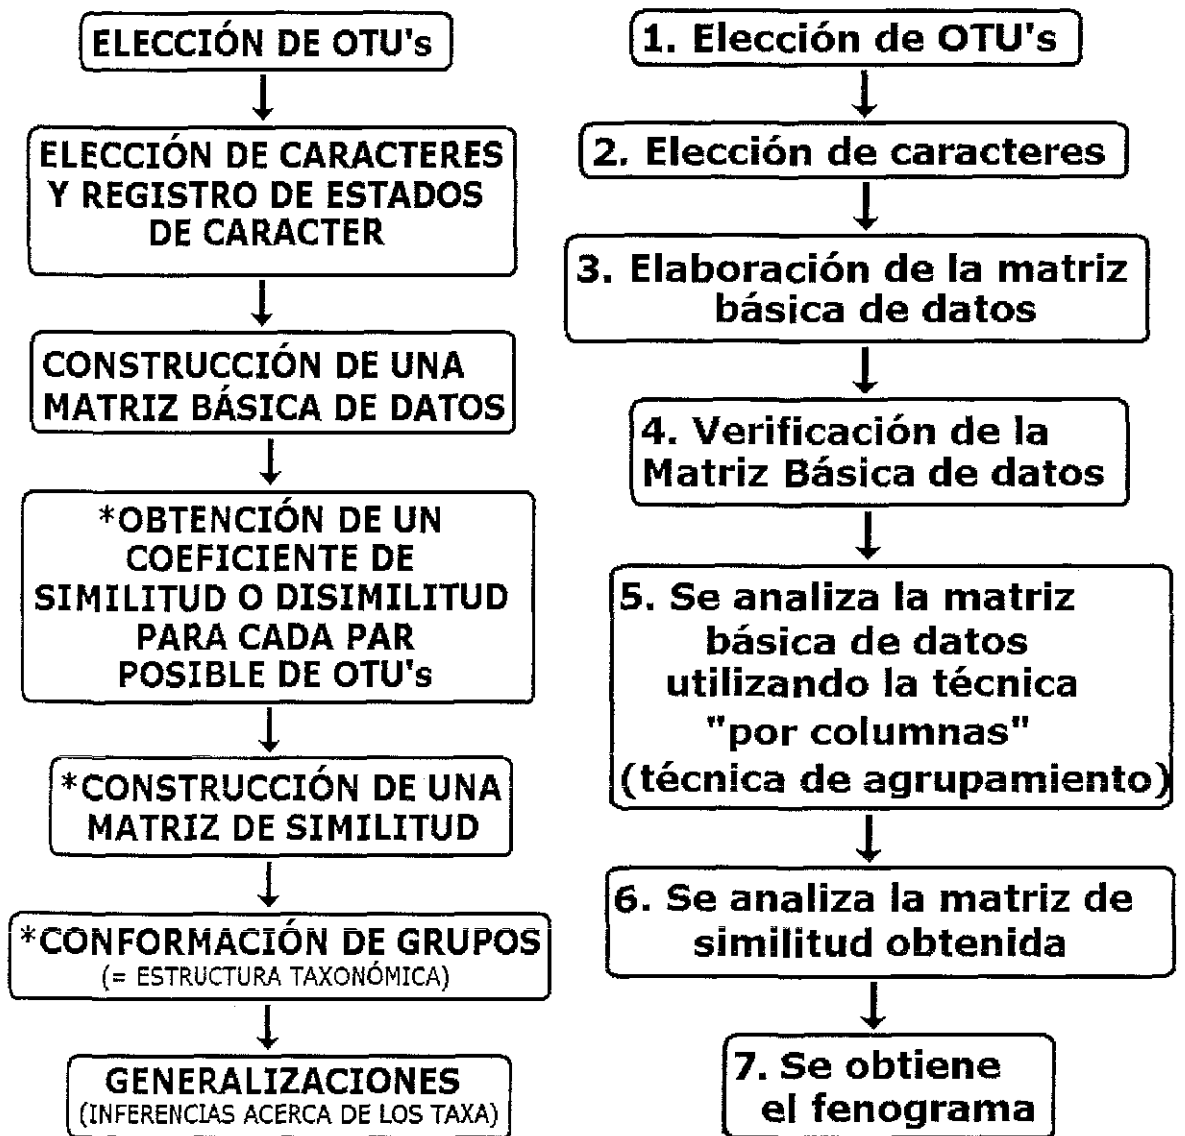 ELECCIÓN DE OTU's
ELECCIÓN DE CARACTERES
Y REGISTRO DE ESTADOS
DE CARACTER
CONSTRUCCIÓN DE UNA
MATRIZ BÁSICA DE DATOS
*OBTENCIÓN DE UN
COEFICIENTE DE
SIMILITUD O DISIMILITUD
PARA CADA PAR
POSIBLE DE OTU's
*CONSTRUCCIÓN DE UNA
MATRIZ DE SIMILITUD
*CONFORMACIÓN DE GRUPOS
(= ESTRUCTURA TAXONÓMICA)
GENERALIZACIONES
(INFERENCIAS ACERCA DE LOS TAXA)
1. Elección de OTU's
2. Elección de caracteres
3. Elaboración de la matriz
básica de datos
4. Verificación de la
Matriz Básica de datos
5. Se analiza la matriz
básica de datos
utilizando la técnica
"por columnas"
(técnica de agrupamiento)
6. Se analiza la matriz de
similitud obtenida
7. Se obtiene
el fenograma